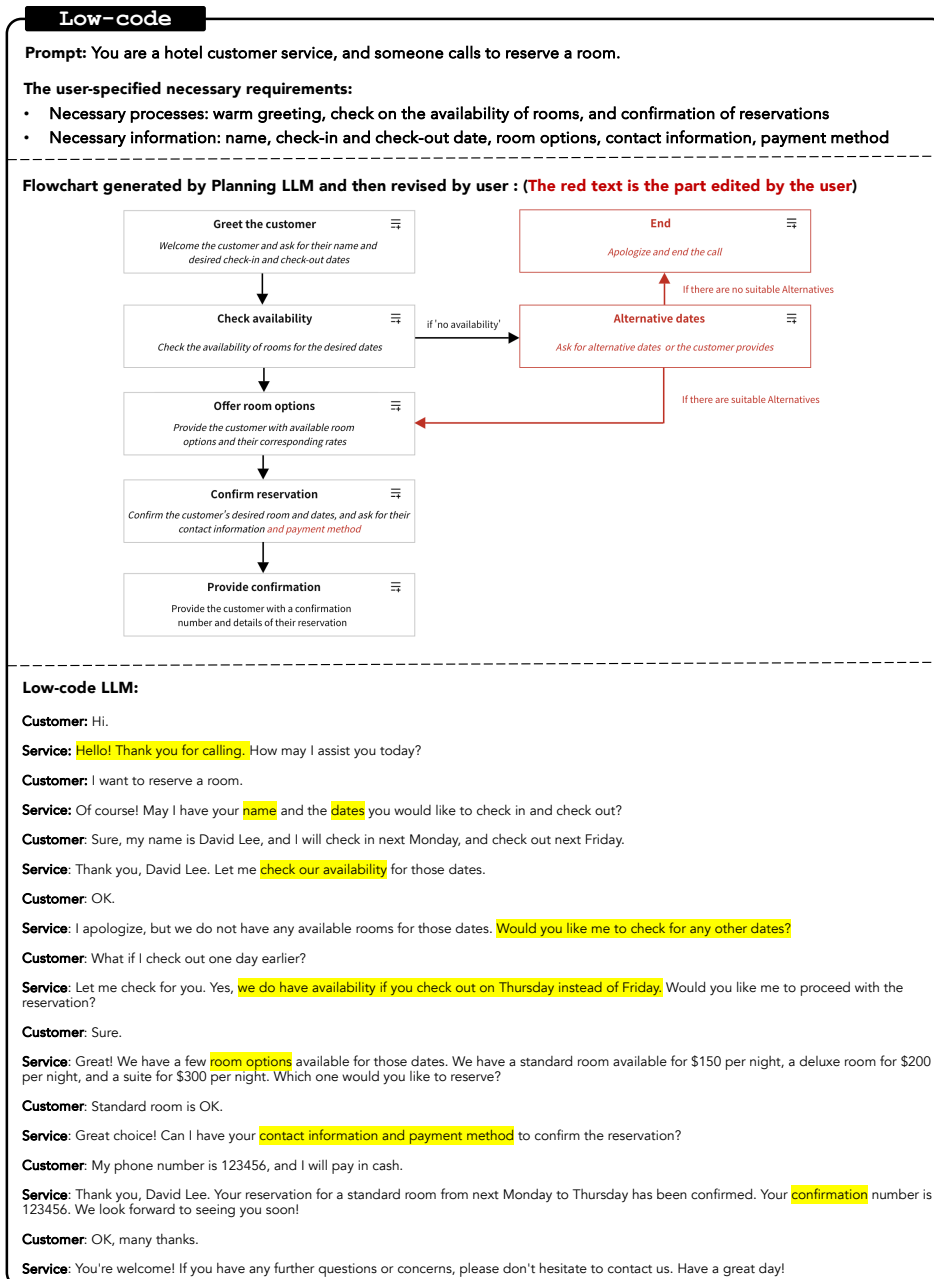 Low-code
Prompt: You are a hotel customer service, and someone calls to reserve a room.
The user-specified necessary requirements:
• Necessary processes: warm greeting, check on the availability of rooms, and confirmation of reservations
• Necessary information: name, check-in and check-out date, room options, contact information, payment method
Flowchart generated by Planning LLM and then revised by user : (The red text is the part edited by the user)
Greet the customer
Welcome the customer and ask for their name and
desired check-in and check-out dates
End
Apologize and end the call
If there are no suitable Alternatives
Check availability
Check the availability of rooms for the desired dates
if 'no availability'
Alternative dates
Ask for alternative dates or the customer provides
If there are suitable Alternatives
Offer room options
Provide the customer with available room
options and their corresponding rates
Confirm reservation
Confirm the customer's desired room and dates, and ask for their
contact information and payment method
Provide confirmation
Provide the customer with a confirmation
number and details of their reservation
Low-code LLM:
Customer: Hi.
Service: Hello! Thank you for calling. How may I assist you today?
Customer: I want to reserve a room.
Service: Of course! May I have your name and the dates you would like to check in and check out?
Customer: Sure, my name is David Lee, and I will check in next Monday, and check out next Friday.
Service: Thank you, David Lee. Let me check our availability for those dates.
Customer: OK.
Service: I apologize, but we do not have any available rooms for those dates. Would you like me to check for any other dates?
Customer: What if I check out one day earlier?
Service: Let me check for you. Yes, we do have availability if you check out on Thursday instead of Friday. Would you like me to proceed with the
reservation?
Customer: Sure.
Service: Great! We have a few room options available for those dates. We have a standard room available for $150 per night, a deluxe room for $200
per night, and a suite for $300 per night. Which one would you like to reserve?
Customer: Standard room is OK.
Service: Great choice! Can I have your contact information and payment method to confirm the reservation?
Customer: My phone number is 123456, and I will pay in cash.
Service: Thank you, David Lee. Your reservation for a standard room from next Monday to Thursday has been confirmed. Your confirmation number is
123456. We look forward to seeing you soon!
Customer: OK, many thanks.
Service: You're welcome! If you have any further questions or concerns, please don't hesitate to contact us. Have a great day!